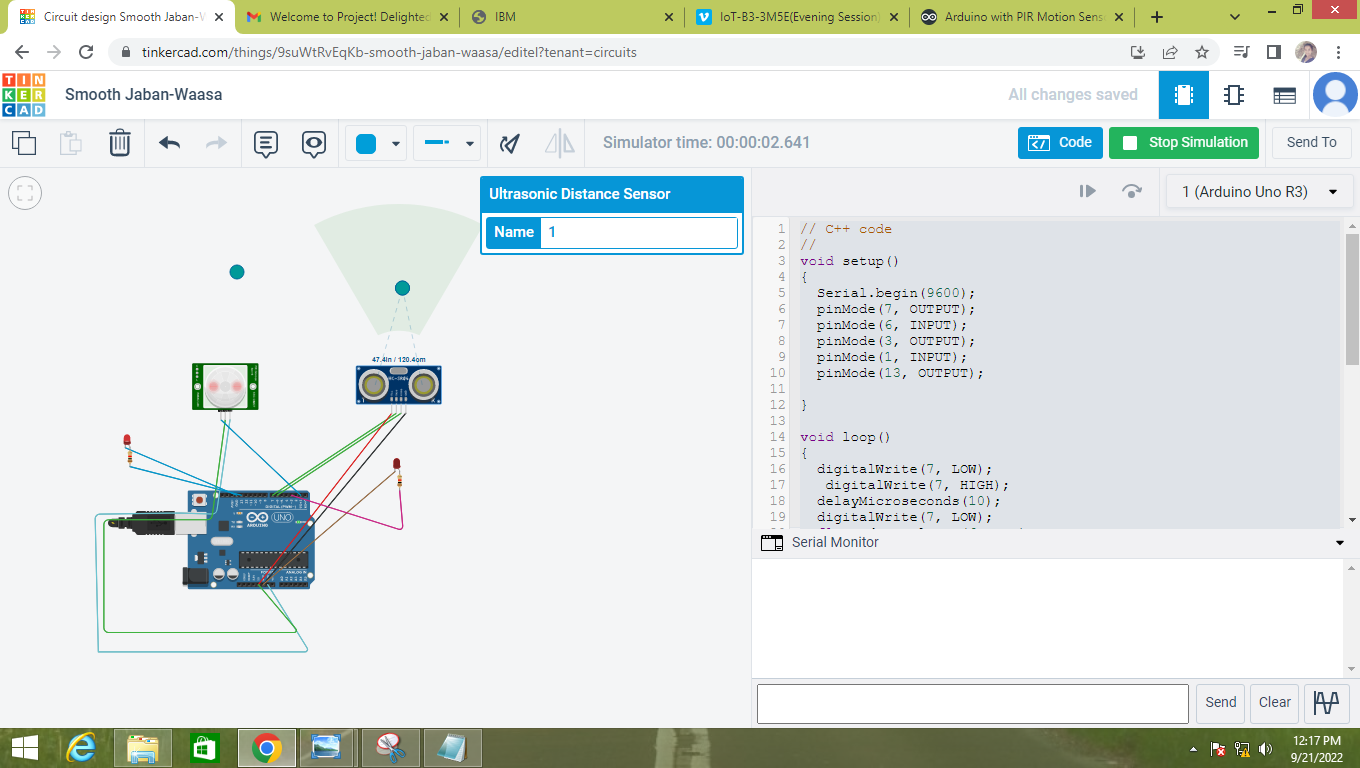 Circuit design Smooth Jaban-W
Welcome to Project! Delighted
IBM
IoT-B3-3M5E(Evening Session)
Arduino with PIR Motion Sens
tinkercad.com/things/9suWtRvEqKb-smooth-jaban-waasa/editel?tenant=circuits
TIN
KER
CAD
Smooth Jaban-Waasa
All changes saved
Simulator time: 00:00:02.641
Code
Stop Simulation
Send To
Ultrasonic Distance Sensor
Name 1
1 (Arduino Uno R3)
1 // C++ code
2 //
3 void setup()
4 {
5 Serial.begin(9600);
6 pinMode(7, OUTPUT);
7 pinMode(6, INPUT);
8 pinMode(3, OUTPUT);
9 pinMode(1, INPUT);
10 pinMode(13, OUTPUT);
11
12 }
13
14 void loop()
15 {
16 digitalWrite(7, LOW);
17 digitalWrite(7, HIGH);
18 delayMicroseconds(10);
19 digitalWrite(7, LOW);
47.4in / 120.4cm
UNO
ARDUINO
Serial Monitor
Send
Clear
12:17 PM
9/21/2022